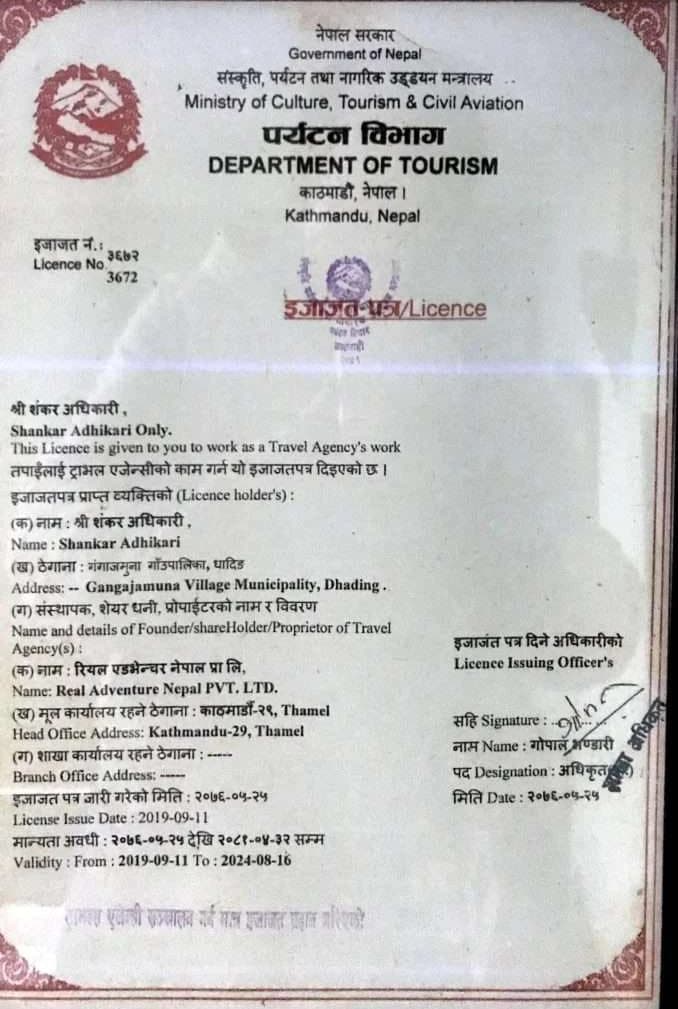 नेपाल सरकार
Government of Nepal
संस्कृति, पर्यटन तथा नागरिक उड्डयन मन्त्रालय
Ministry of Culture, Tourism & Civil Aviation
पर्यटन विभाग
DEPARTMENT OF TOURISM
काठमाडौं, नेपाल ।
Kathmandu, Nepal
इजाजत नं.: ३६७२
Licence No. 3672
इजाजत-पत्र/Licence
श्री शंकर अधिकारी ,
Shankar Adhikari Only.
This Licence is given to you to work as a Travel Agency's work
तपाईंलाई ट्राभल एजेन्सीको काम गर्न यो इजाजतपत्र दिइएको छ ।
इजाजतपत्र प्राप्त व्यक्तिको (Licence holder's) :
(क) नाम : श्री शंकर अधिकारी ,
Name : Shankar Adhikari
(ख) ठेगाना : गंगाजमुना गाँउपालिका, धादिङ
Address: -- Gangajamuna Village Municipality, Dhading .
(ग) संस्थापक, शेयर धनी, प्रोपाईटरको नाम र विवरण
Name and details of Founder/shareHolder/Proprietor of Travel
Agency(s) :
(क) नाम : रियल एडभेन्चर नेपाल प्रा लि,
Name: Real Adventure Nepal PVT. LTD.
(ख) मूल कार्यालय रहने ठेगाना : काठमाडौं-२९, Thamel
Head Office Address: Kathmandu-29, Thamel
(ग) शाखा कार्यालय रहने ठेगाना : -----
Branch Office Address: -----
इजाजत पत्र जारी गरेको मिति : २०७६-०५-२५
License Issue Date : 2019-09-11
मान्यता अवधी : २०७६-०५-२५ देखि २०८१-०४-३२ सम्म
Validity : From : 2019-09-11 To : 2024-08-16
इजाजत पत्र दिने अधिकारीको
Licence Issuing Officer's
सहि Signature :
नाम Name : गोपाल भण्डारी
पद Designation : अधिकृत
मिति Date : २०७६-०५-२५
शाखा अधिकृत